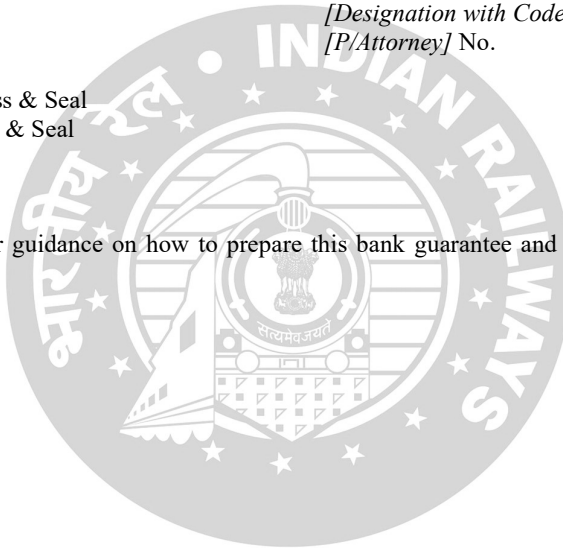 [Designation with Code
[P/Attorney] No.
ss & Seal
& Seal
r guidance on how to prepare this bank guarantee and
भारतीय रेल • INDIAN RAILWAYS
सत्यमेव जयते